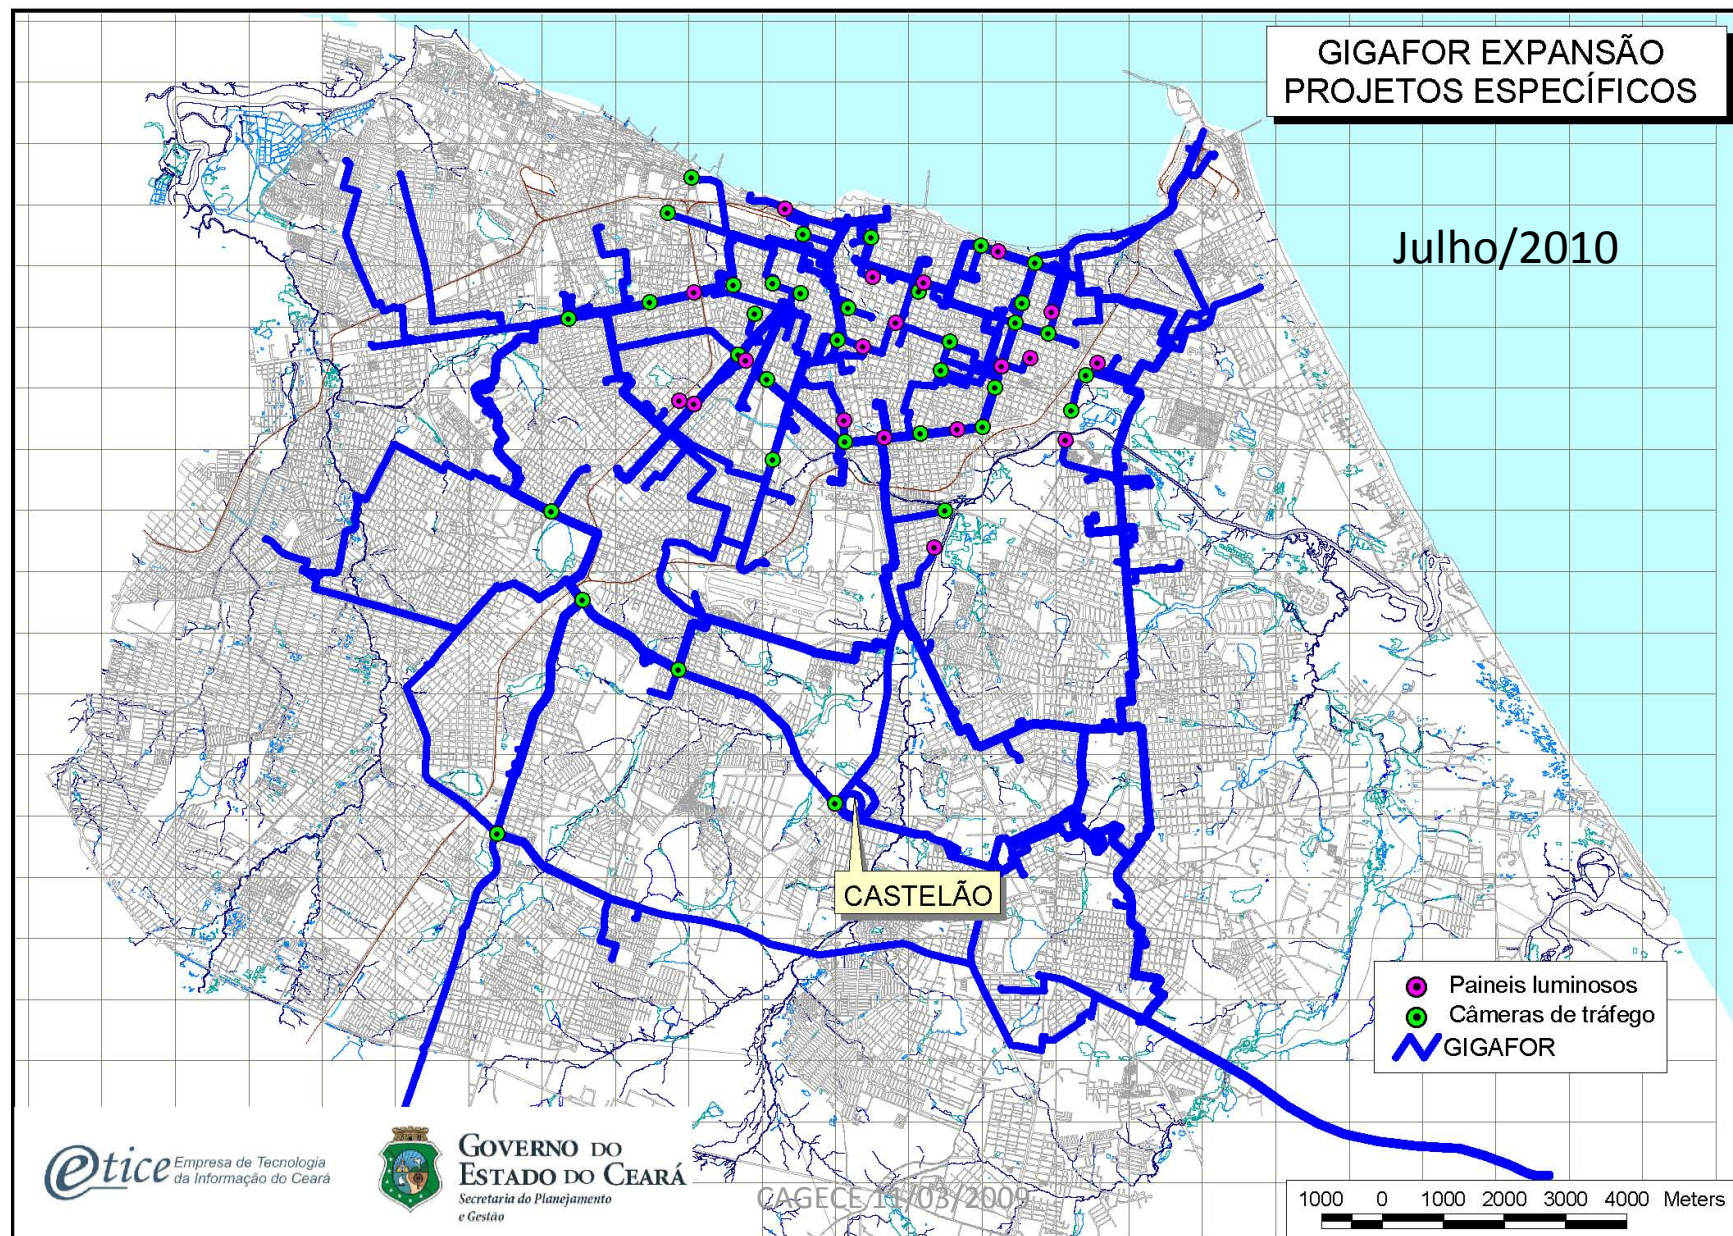 GIGAFOR EXPANSÃO
PROJETOS ESPECÍFICOS
Julho/2010
CASTELÃO
Paineis luminosos
Câmeras de tráfego
GIGAFOR
etice Empresa de Tecnologia
da Informação do Ceará
GOVERNO DO
ESTADO DO CEARÁ
Secretaria do Planejamento
e Gestão
CAGECE 11/03/2009
1000 0 1000 2000 3000 4000 Meters